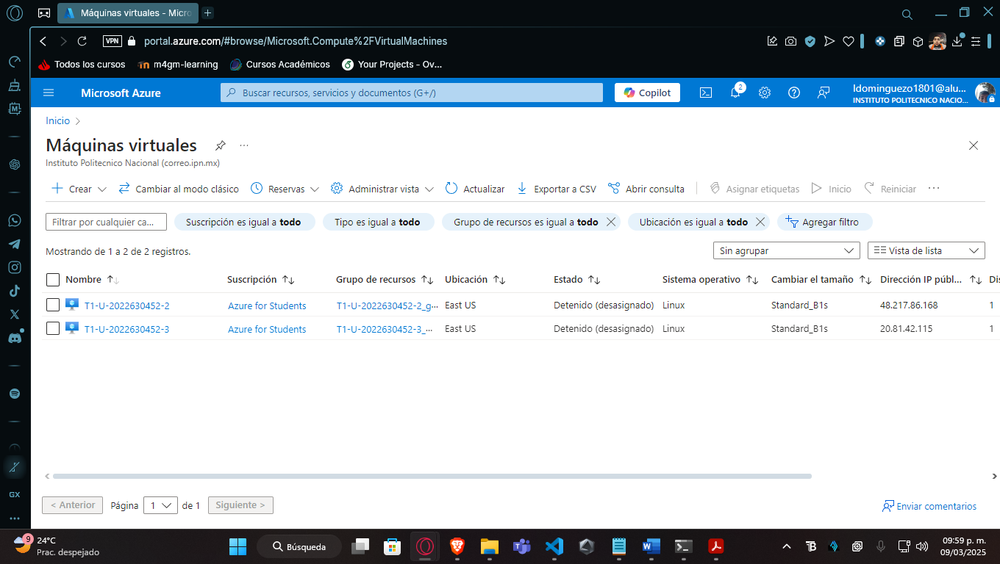 Máquinas virtuales - Micro
VPN
portal.azure.com/#browse/Microsoft.Compute%2FVirtualMachines
Todos los cursos
m4gm-learning
Cursos Académicos
Your Projects - Ov...
Microsoft Azure
Buscar recursos, servicios y documentos (G+/)
Copilot
2
ldominguezo1801@alu...
INSTITUTO POLITECNICO NACIO...
Inicio
Máquinas virtuales
Instituto Politecnico Nacional (correo.ipn.mx)
Crear
Cambiar al modo clásico
Reservas
Administrar vista
Actualizar
Exportar a CSV
Abrir consulta
Asignar etiquetas
Inicio
Reiniciar
Filtrar por cualquier ca...
Suscripción es igual a todo
Tipo es igual a todo
Grupo de recursos es igual a todo
Ubicación es igual a todo
Agregar filtro
Mostrando de 1 a 2 de 2 registros.
Sin agrupar
Vista de lista
Nombre Suscripción Grupo de recursos Ubicación Estado Sistema operativo Cambiar el tamaño Dirección IP públ... Dis
T1-U-2022630452-2 Azure for Students T1-U-2022630452-2_g... East US Detenido (desasignado) Linux Standard_B1s 48.217.86.168 1
T1-U-2022630452-3 Azure for Students T1-U-2022630452-3_... East US Detenido (desasignado) Linux Standard_B1s 20.81.42.115 1
< Anterior
Página 1 de 1
Siguiente >
Enviar comentarios
GX
9
24°C
Prac. despejado
Búsqueda
09:59 p. m.
09/03/2025